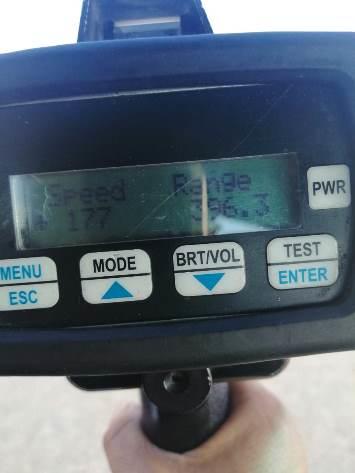 Speed Range
177 396.3
PWR
MENU MODE BRT/VOL TEST
ESC ENTER